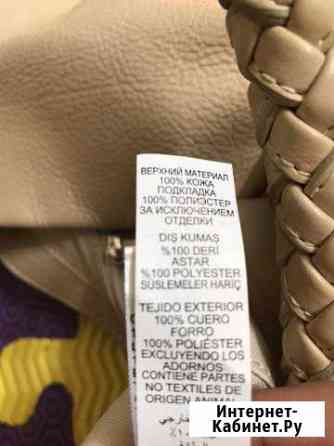 ВЕРХНИЙ МАТЕРИАЛ
100% КОЖА
ПОДКЛАДКА
100% ПОЛИЭСТЕР
ЗА ИСКЛЮЧЕНИЕМ
ОТДЕЛКИ
DIŞ KUMAŞ
%100 DERİ
ASTAR
%100 POLYESTER
SÜSLEMELER HARİÇ
TEJIDO EXTERIOR
100% CUERO
FORRO
100% POLIÉSTER
EXCLUYENDO LOS
ADORNOS
CONTIENE PARTES
NO TEXTILES DE
ORIGEN ANIMAL
Интернет-
Кабинет.Ру